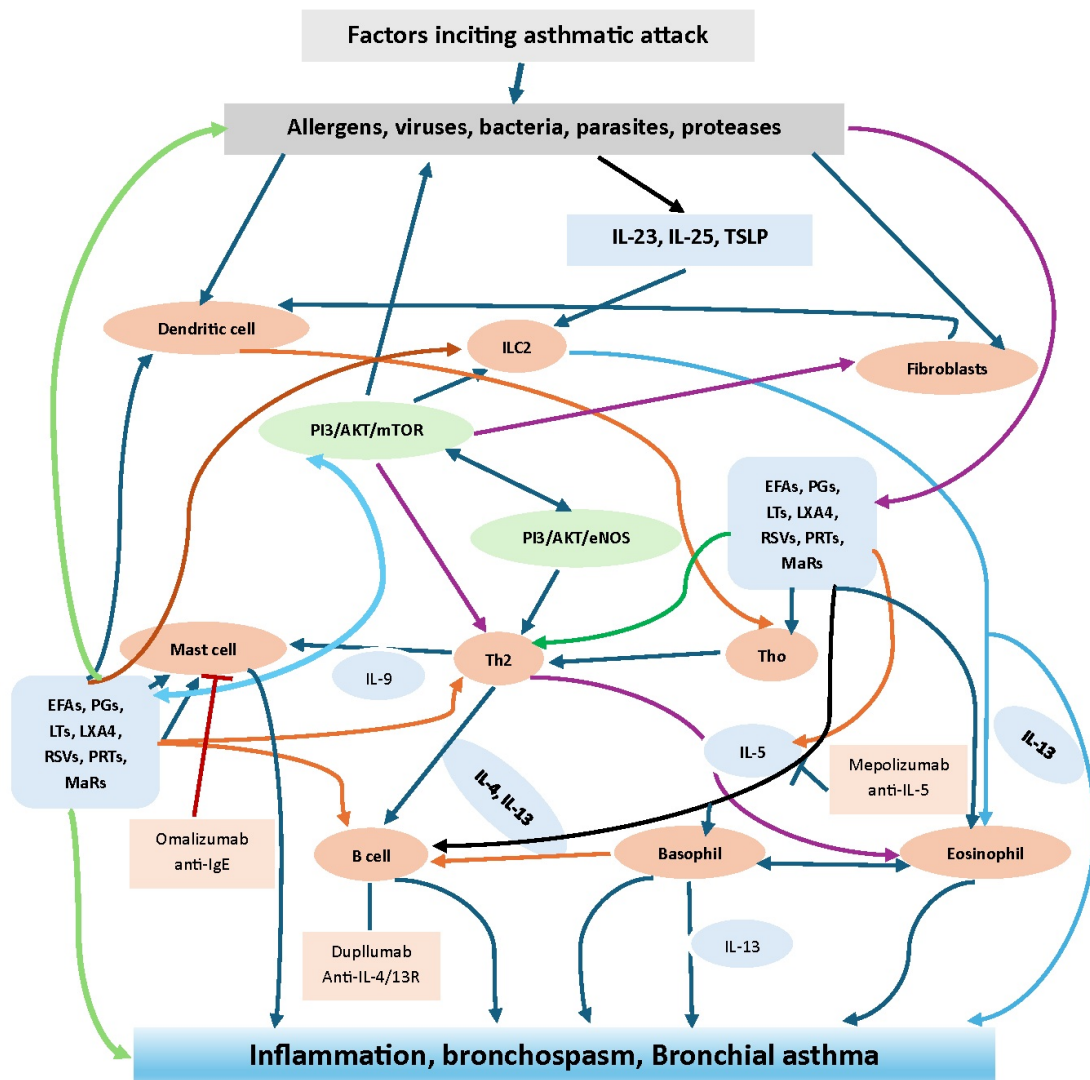 Factors inciting asthmatic attack
Allergens, viruses, bacteria, parasites, proteases
IL-23, IL-25, TSLP
Dendritic cell
ILC2
Fibroblasts
PI3/AKT/mTOR
EFAs, PGs,
LTs, LXA4,
RSVs, PRTs,
MaRs
PI3/AKT/eNOS
Mast cell
Th2
Tho
IL-9
EFAs, PGs,
LTs, LXA4,
RSVs, PRTs,
MaRs
IL-5
IL-13
Mepolizumab
anti-IL-5
IL-4, IL-13
Omalizumab
anti-IgE
B cell
Basophil
Eosinophil
Dupllumab
Anti-IL-4/13R
IL-13
Inflammation, bronchospasm, Bronchial asthma